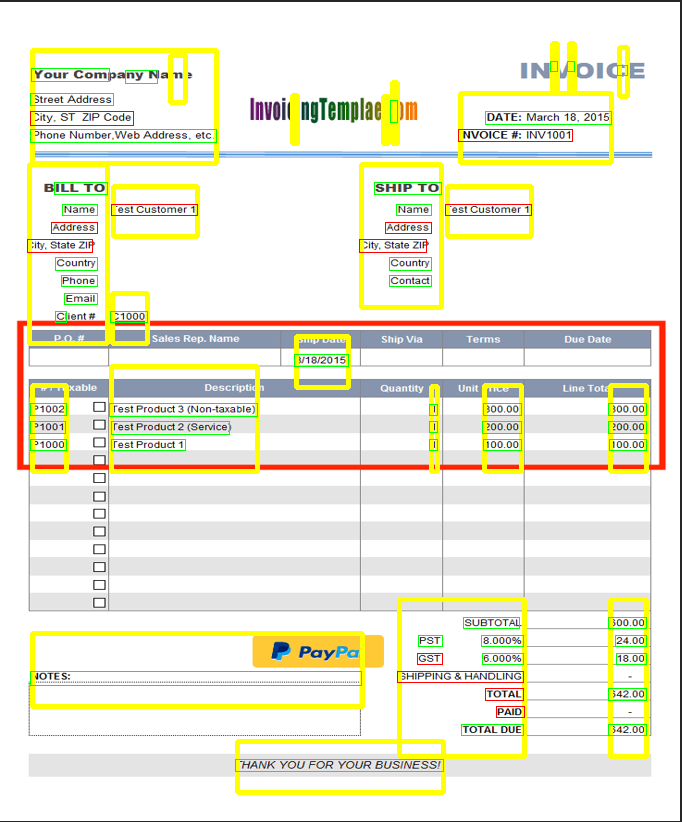 Your Company Name
INVOICE
Street Address
InvoicingTemplate.com
City, ST ZIP Code
DATE: March 18, 2015
Phone Number,Web Address, etc.
INVOICE #: INV1001
BILL TO
SHIP TO
Name Test Customer 1
Name Test Customer 1
Address
Address
City, State ZIP
City, State ZIP
Country
Country
Phone
Contact
Email
Client # C1000
P.O. # Sales Rep. Name Ship Date Ship Via Terms Due Date
3/18/2015
Taxable Description Quantity Unit Price Line Total
P1002 Test Product 3 (Non-taxable) 1 300.00 300.00
P1001 Test Product 2 (Service) 1 200.00 200.00
P1000 Test Product 1 1 100.00 100.00
SUBTOTAL 600.00
PST 8.000% 24.00
PayPal
GST 6.000% 18.00
NOTES:
SHIPPING & HANDLING -
TOTAL 642.00
PAID -
TOTAL DUE 642.00
THANK YOU FOR YOUR BUSINESS!